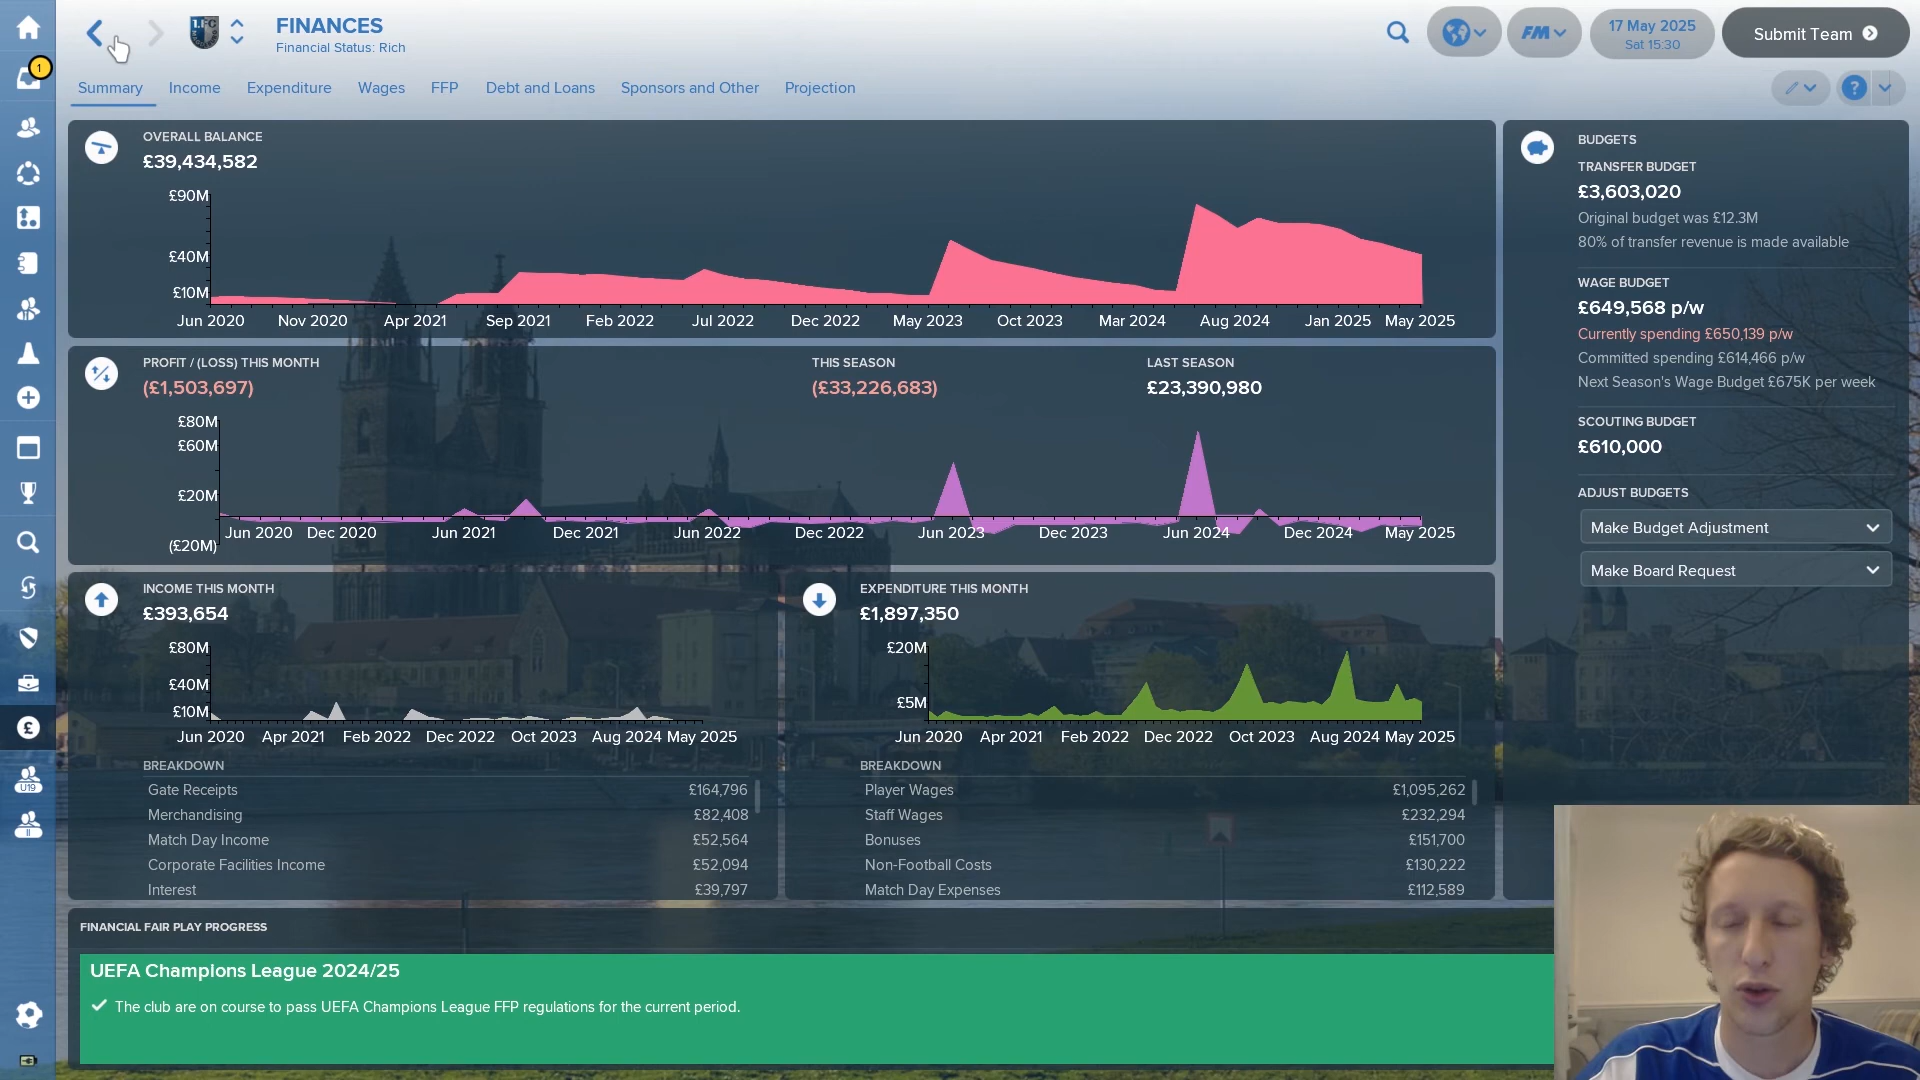 FINANCES
Financial Status: Rich
FM
17 May 2025
Sat 15:30
Submit Team
1
Summary
Income
Expenditure
Wages
FFP
Debt and Loans
Sponsors and Other
Projection
?
OVERALL BALANCE
£39,434,582
£90M
£40M
£10M
Jun 2020
Nov 2020
Apr 2021
Sep 2021
Feb 2022
Jul 2022
Dec 2022
May 2023
Oct 2023
Mar 2024
Aug 2024
Jan 2025
May 2025
PROFIT / (LOSS) THIS MONTH
(£1,503,697)
THIS SEASON
(£33,226,683)
LAST SEASON
£23,390,980
£80M
£60M
£20M
(£20M)
Jun 2020
Dec 2020
Jun 2021
Dec 2021
Jun 2022
Dec 2022
Jun 2023
Dec 2023
Jun 2024
Dec 2024
May 2025
INCOME THIS MONTH
£393,654
£80M
£40M
£10M
Jun 2020
Apr 2021
Feb 2022
Dec 2022
Oct 2023
Aug 2024
May 2025
BREAKDOWN
Gate Receipts £164,796
Merchandising £82,408
Match Day Income £52,564
Corporate Facilities Income £52,094
Interest £39,797
EXPENDITURE THIS MONTH
£1,897,350
£20M
£5M
Jun 2020
Apr 2021
Feb 2022
Dec 2022
Oct 2023
Aug 2024
May 2025
BREAKDOWN
Player Wages £1,095,262
Staff Wages £232,294
Bonuses £151,700
Non-Football Costs £130,222
Match Day Expenses £112,589
BUDGETS
TRANSFER BUDGET
£3,603,020
Original budget was £12.3M
80% of transfer revenue is made available
WAGE BUDGET
£649,568 p/w
Currently spending £650,139 p/w
Committed spending £614,466 p/w
Next Season's Wage Budget £675K per week
SCOUTING BUDGET
£610,000
ADJUST BUDGETS
Make Budget Adjustment
Make Board Request
£
U19
II
FINANCIAL FAIR PLAY PROGRESS
UEFA Champions League 2024/25
The club are on course to pass UEFA Champions League FFP regulations for the current period.